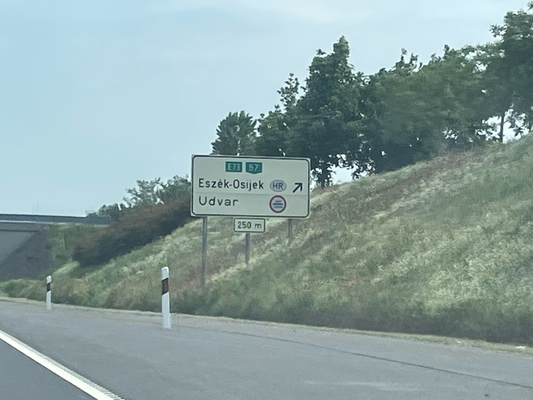 E73 57
Eszék-Osijek HR
Udvar
250 m